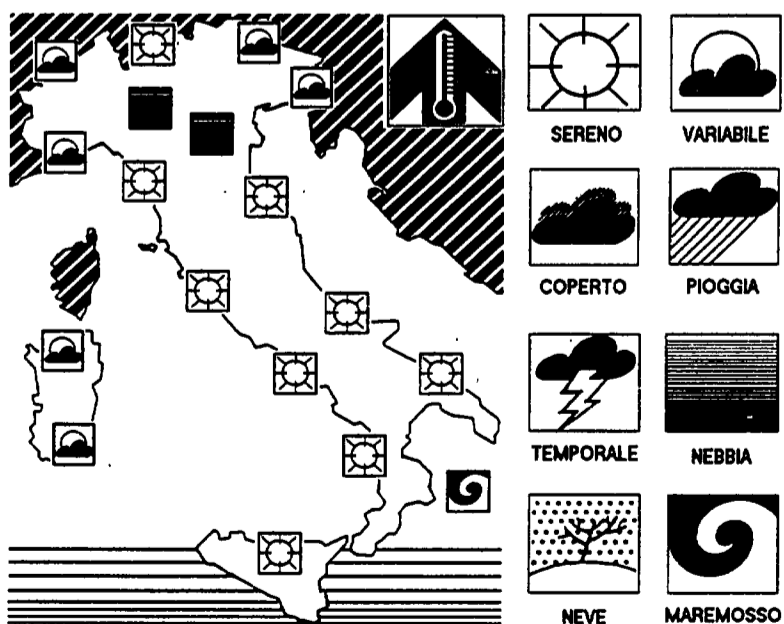 SERENO VARIABILE
COPERTO PIOGGIA
TEMPORALE NEBBIA
NEVE MAREMOSSO